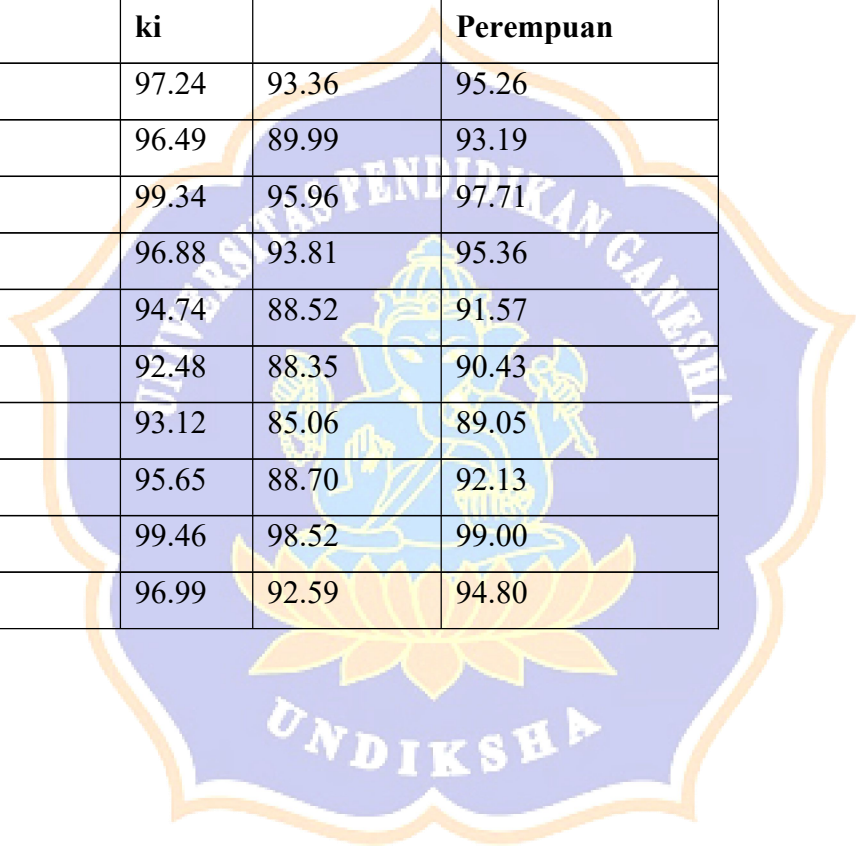 ki Perempuan
97.24 93.36 95.26
96.49 89.99 93.19
99.34 95.96 97.71
96.88 93.81 95.36
94.74 88.52 91.57
92.48 88.35 90.43
93.12 85.06 89.05
95.65 88.70 92.13
99.46 98.52 99.00
96.99 92.59 94.80
UNIVERSITAS PENDIDIKAN GANESHA
UNDIKSHA